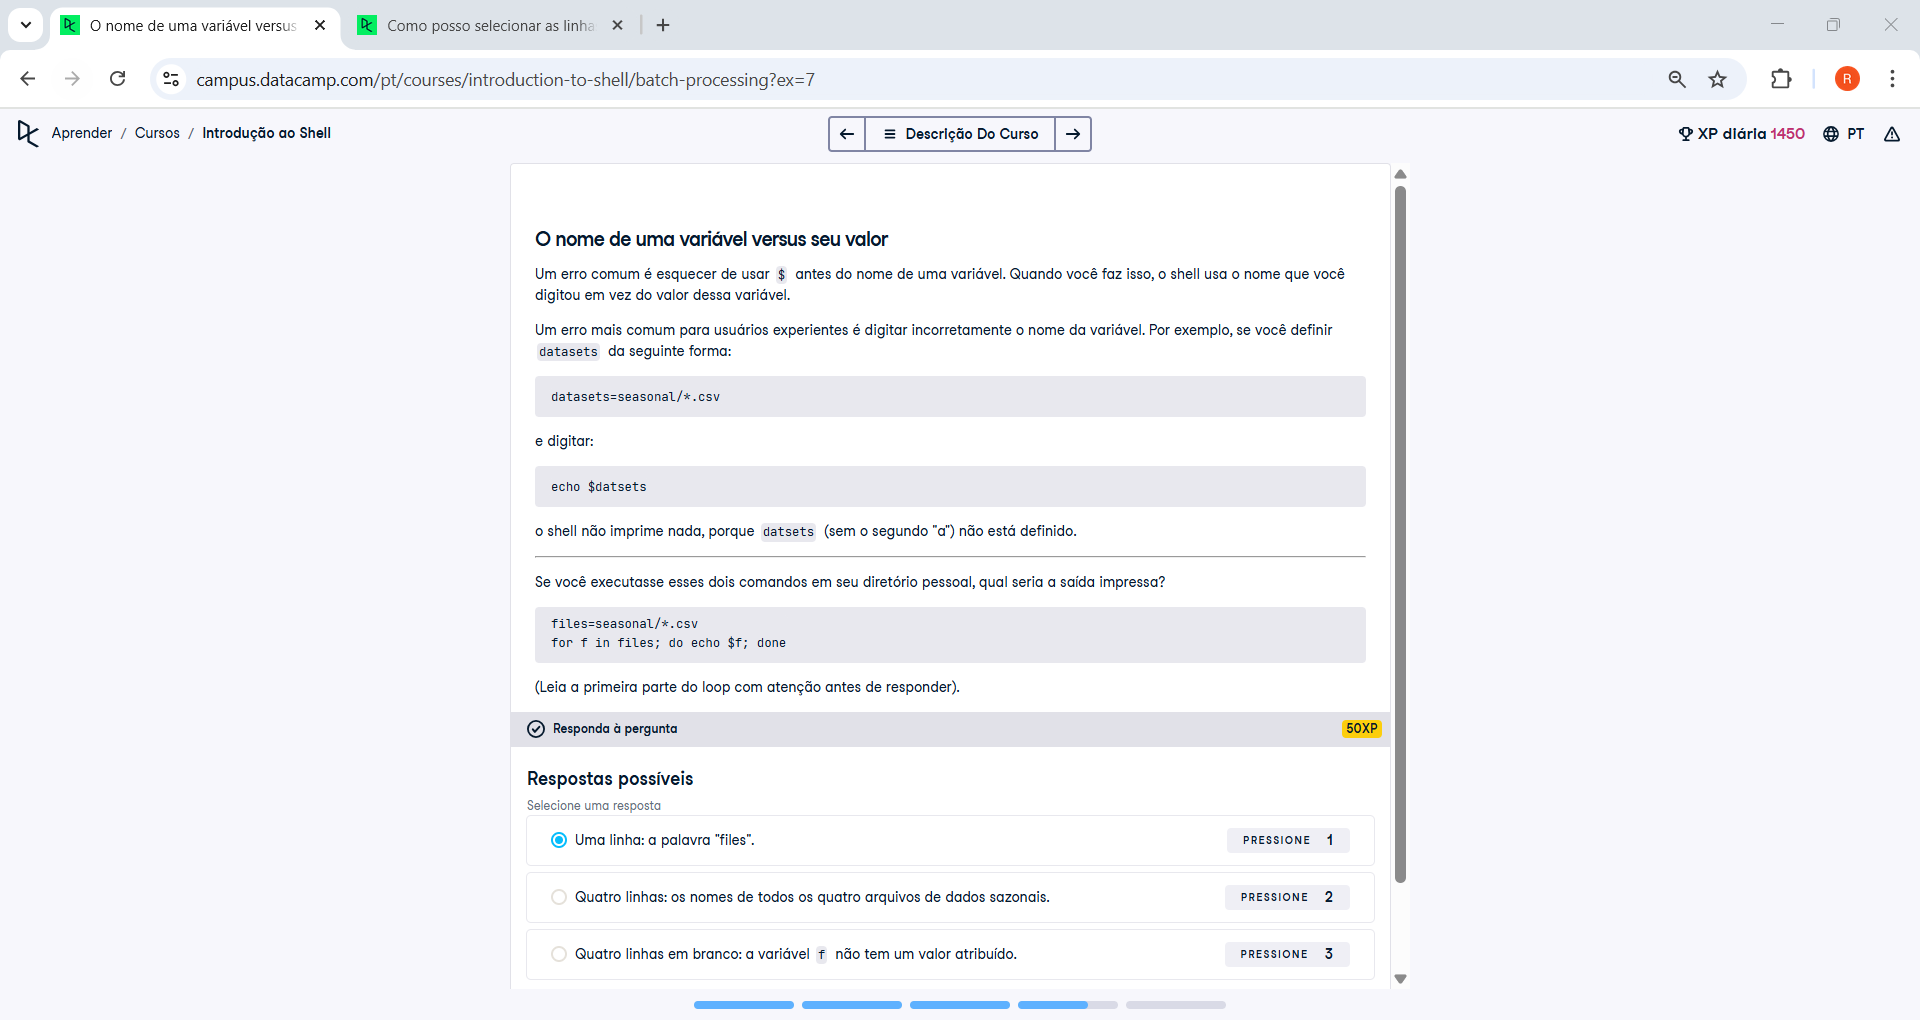 O nome de uma variável versus
Como posso selecionar as linha
campus.datacamp.com/pt/courses/introduction-to-shell/batch-processing?ex=7
R
Aprender / Cursos / Introdução ao Shell
Descrição Do Curso
XP diária 1450
PT
O nome de uma variável versus seu valor
Um erro comum é esquecer de usar $ antes do nome de uma variável. Quando você faz isso, o shell usa o nome que você
digitou em vez do valor dessa variável.
Um erro mais comum para usuários experientes é digitar incorretamente o nome da variável. Por exemplo, se você definir
datasets da seguinte forma:
datasets=seasonal/*.csv
e digitar:
echo $datsets
o shell não imprime nada, porque datsets (sem o segundo "a") não está definido.
Se você executasse esses dois comandos em seu diretório pessoal, qual seria a saída impressa?
files=seasonal/*.csv
for f in files; do echo $f; done
(Leia a primeira parte do loop com atenção antes de responder).
Responda à pergunta
50XP
Respostas possíveis
Selecione uma resposta
Uma linha: a palavra "files".
PRESSIONE 1
Quatro linhas: os nomes de todos os quatro arquivos de dados sazonais.
PRESSIONE 2
Quatro linhas em branco: a variável f não tem um valor atribuído.
PRESSIONE 3